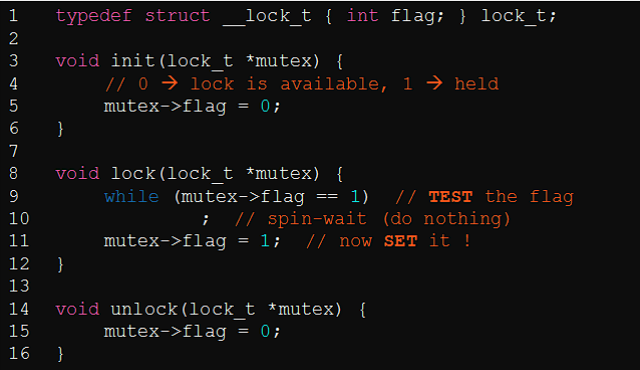 1 typedef struct __lock_t { int flag; } lock_t;
2
3 void init(lock_t *mutex) {
4 // 0 → lock is available, 1 → held
5 mutex->flag = 0;
6 }
7
8 void lock(lock_t *mutex) {
9 while (mutex->flag == 1) // TEST the flag
10 ; // spin-wait (do nothing)
11 mutex->flag = 1; // now SET it !
12 }
13
14 void unlock(lock_t *mutex) {
15 mutex->flag = 0;
16 }